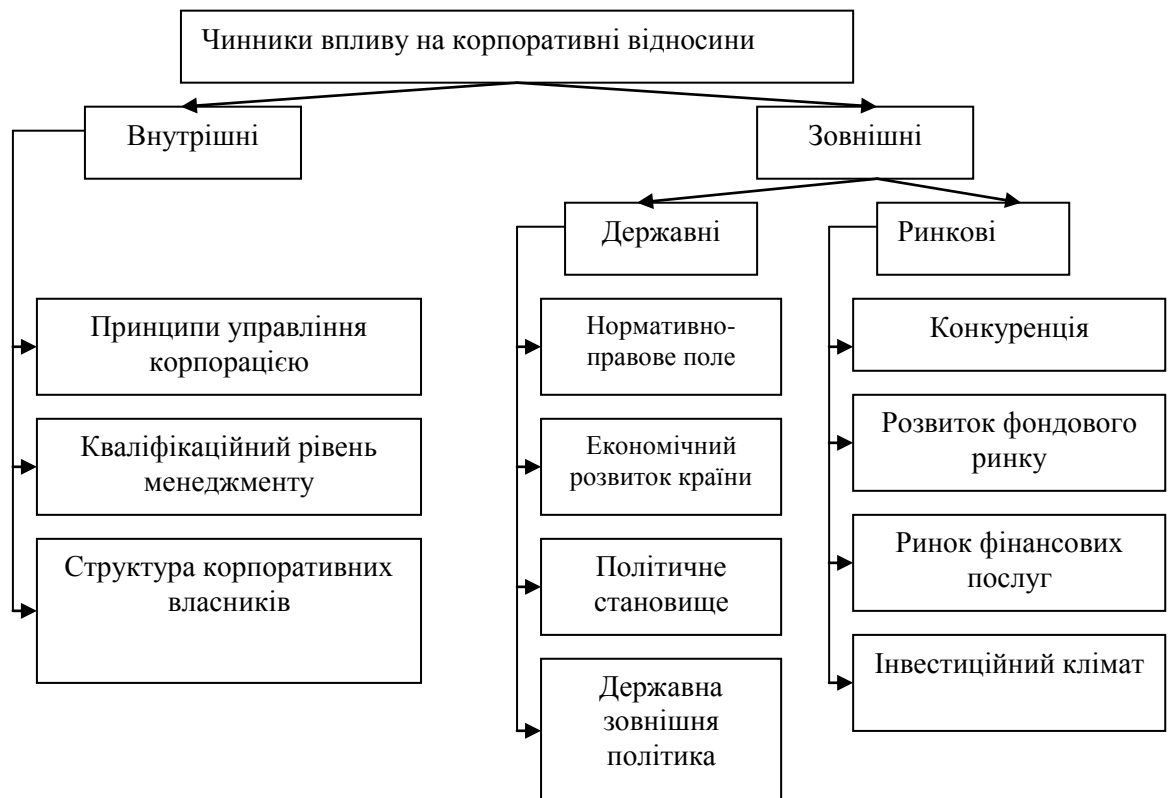 Чинники впливу на корпоративні відносини
Внутрішні
Зовнішні
Державні
Ринкові
Принципи управління
корпорацією
Кваліфікаційний рівень
менеджменту
Структура корпоративних
власників
Нормативно-
правове поле
Економічний
розвиток країни
Політичне
становище
Державна
зовнішня
політика
Конкуренція
Розвиток фондового
ринку
Ринок фінансових
послуг
Інвестиційний клімат